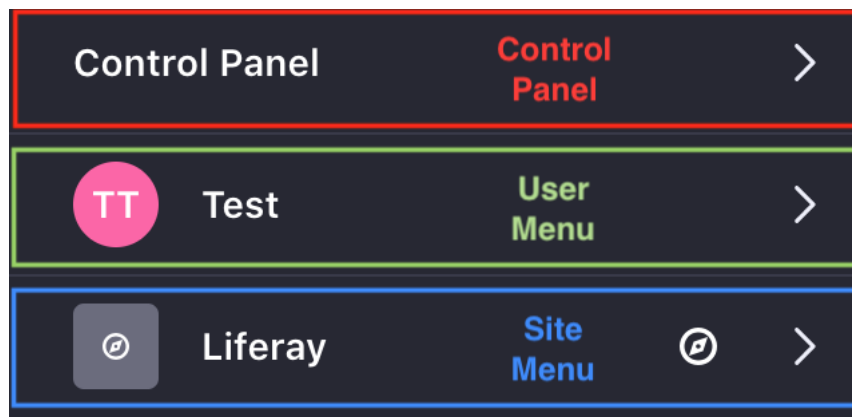 Control Panel
Control
Panel
TT
Test
User
Menu
Liferay
Site
Menu